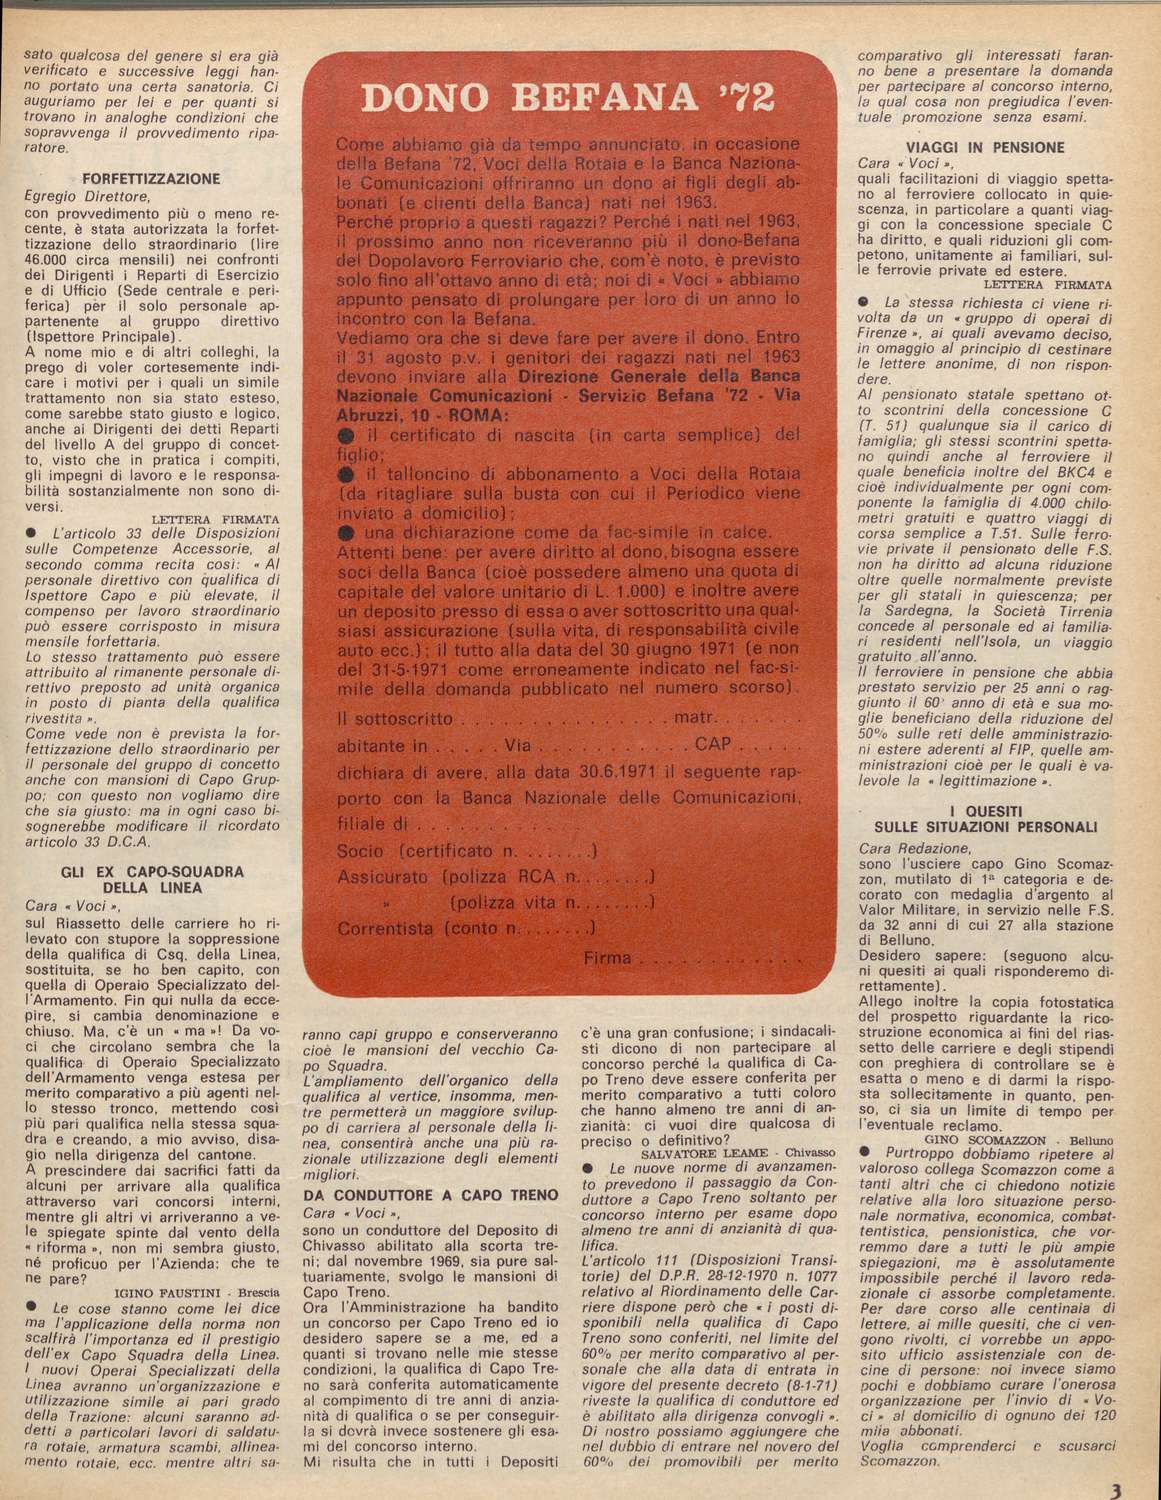 sato qualcosa del genere si era già
verificato e successive leggi han-
no portato una certa sanatoria. Ci
auguriamo per lei e per quanti si
trovano in analoghe condizioni che
sopravvenga il provvedimento ripa-
ratore.
FORFETTIZZAZIONE
Egregio Direttore,
con provvedimento più o meno re-
cente, è stata autorizzata la forfet-
tizzazione dello straordinario (lire
46.000 circa mensili) nei confronti
dei Dirigenti i Reparti di Esercizio
e di Ufficio (Sede centrale e peri-
ferica) per il solo personale ap-
partenente al gruppo direttivo
(Ispettore Principale).
A nome mio e di altri colleghi, la
prego di voler cortesemente indi-
care i motivi per i quali un simile
trattamento non sia stato esteso,
come sarebbe stato giusto e logico,
anche ai Dirigenti dei detti Reparti
del livello A del gruppo di concet-
to, visto che in pratica i compiti,
gli impegni di lavoro e le responsa-
bilità sostanzialmente non sono di-
versi.
LETTERA FIRMATA
● L'articolo 33 delle Disposizioni
sulle Competenze Accessorie, al
secondo comma recita così: « Al
personale direttivo con qualifica di
Ispettore Capo e più elevate, il
compenso per lavoro straordinario
può essere corrisposto in misura
mensile forfettaria.
Lo stesso trattamento può essere
attribuito al rimanente personale di-
rettivo preposto ad unità organica
in posto di pianta della qualifica
rivestita ».
Come vede non è prevista la for-
fettizzazione dello straordinario per
il personale del gruppo di concetto
anche con mansioni di Capo Grup-
po; con questo non vogliamo dire
che sia giusto: ma in ogni caso bi-
sognerebbe modificare il ricordato
articolo 33 D.C.A.
GLI EX CAPO-SQUADRA
DELLA LINEA
Cara « Voci »,
sul Riassetto delle carriere ho ri-
levato con stupore la soppressione
della qualifica di Csq. della Linea,
sostituita, se ho ben capito, con
quella di Operaio Specializzato del-
l'Armamento. Fin qui nulla da ecce-
pire, si cambia denominazione e
chiuso. Ma, c'è un « ma »! Da vo-
ci che circolano sembra che la
qualifica di Operaio Specializzato
dell'Armamento venga estesa per
merito comparativo a più agenti nel-
lo stesso tronco, mettendo così
più pari qualifica nella stessa squa-
dra e creando, a mio avviso, disa-
gio nella dirigenza del cantone.
A prescindere dai sacrifici fatti da
alcuni per arrivare alla qualifica
attraverso vari concorsi interni,
mentre gli altri vi arriveranno a ve-
le spiegate spinte dal vento della
« riforma », non mi sembra giusto,
né proficuo per l'Azienda: che te
ne pare?
IGINO FAUSTINI - Brescia
● Le cose stanno come lei dice
ma l'applicazione della norma non
scalfirà l'importanza ed il prestigio
dell'ex Capo Squadra della Linea.
I nuovi Operai Specializzati della
Linea avranno un'organizzazione e
utilizzazione simile ai pari grado
della Trazione: alcuni saranno ad-
detti a particolari lavori di saldatu-
ra rotaie, armatura scambi, allinea-
mento rotaie, ecc. mentre altri sa-
DONO BEFANA '72
Come abbiamo già da tempo annunciato, in occasione
della Befana '72, Voci della Rotaia e la Banca Naziona-
le Comunicazioni offriranno un dono ai figli degli ab-
bonati (e clienti della Banca) nati nel 1963.
Perché proprio a questi ragazzi? Perché i nati nel 1963,
il prossimo anno non riceveranno più il dono-Befana
del Dopolavoro Ferroviario che, com'è noto, è previsto
solo fino all'ottavo anno di età; noi di « Voci » abbiamo
appunto pensato di prolungare per loro di un anno lo
incontro con la Befana.
Vediamo ora che si deve fare per avere il dono. Entro
il 31 agosto p.v. i genitori dei ragazzi nati nel 1963
devono inviare alla Direzione Generale della Banca
Nazionale Comunicazioni - Servizio Befana '72 - Via
Abruzzi, 10 - ROMA:
● il certificato di nascita (in carta semplice) del
figlio;
● il talloncino di abbonamento a Voci della Rotaia
(da ritagliare sulla busta con cui il Periodico viene
inviato a domicilio);
● una dichiarazione come da fac-simile in calce.
Attenti bene: per avere diritto al dono, bisogna essere
soci della Banca (cioè possedere almeno una quota di
capitale del valore unitario di L. 1.000) e inoltre avere
un deposito presso di essa o aver sottoscritto una qual-
siasi assicurazione (sulla vita, di responsabilità civile
auto ecc.); il tutto alla data del 30 giugno 1971 (e non
del 31-5-1971 come erroneamente indicato nel fac-si-
mile della domanda pubblicato nel numero scorso).
Il sottoscritto . . . . . . . . . . . . . . . . matr. . . . . . .
abitante in . . . . . Via . . . . . . . . . . . . CAP . . . . .
dichiara di avere, alla data 30.6.1971 il seguente rap-
porto con la Banca Nazionale delle Comunicazioni,
filiale di . . . . . . . . . . .
Socio (certificato n. . . . . . . .)
Assicurato (polizza RCA n. . . . . . . .)
» (polizza vita n. . . . . . . .)
Correntista (conto n. . . . . . . .)
Firma . . . . . . . . . . . . .
ranno capi gruppo e conserveranno
cioè le mansioni del vecchio Ca-
po Squadra.
L'ampliamento dell'organico della
qualifica al vertice, insomma, men-
tre permetterà un maggiore svilup-
po di carriera al personale della li-
nea, consentirà anche una più ra-
zionale utilizzazione degli elementi
migliori.
DA CONDUTTORE A CAPO TRENO
Cara « Voci »,
sono un conduttore del Deposito di
Chivasso abilitato alla scorta tre-
ni; dal novembre 1969, sia pure sal-
tuariamente, svolgo le mansioni di
Capo Treno.
Ora l'Amministrazione ha bandito
un concorso per Capo Treno ed io
desidero sapere se a me, ed a
quanti si trovano nelle mie stesse
condizioni, la qualifica di Capo Tre-
no sarà conferita automaticamente
al compimento di tre anni di anzia-
nità di qualifica o se per conseguir-
la si dovrà invece sostenere gli esa-
mi del concorso interno.
Mi risulta che in tutti i Depositi
c'è una gran confusione; i sindacali-
sti dicono di non partecipare al
concorso perché la qualifica di Ca-
po Treno deve essere conferita per
merito comparativo a tutti coloro
che hanno almeno tre anni di an-
zianità: ci vuoi dire qualcosa di
preciso o definitivo?
SALVATORE LEAME - Chivasso
● Le nuove norme di avanzamen-
to prevedono il passaggio da Con-
duttore a Capo Treno soltanto per
concorso interno per esame dopo
almeno tre anni di anzianità di qua-
lifica.
L'articolo 111 (Disposizioni Transi-
torie) del D.P.R. 28-12-1970 n. 1077
relativo al Riordinamento delle Car-
riere dispone però che « i posti di-
sponibili nella qualifica di Capo
Treno sono conferiti, nel limite del
60% per merito comparativo al per-
sonale che alla data di entrata in
vigore del presente decreto (8-1-71)
riveste la qualifica di conduttore ed
è abilitato alla dirigenza convogli ».
Di nostro possiamo aggiungere che
nel dubbio di entrare nel novero del
60% dei promovibili per merito
comparativo gli interessati faran-
no bene a presentare la domanda
per partecipare al concorso interno,
la qual cosa non pregiudica l'even-
tuale promozione senza esami.
VIAGGI IN PENSIONE
Cara « Voci »,
quali facilitazioni di viaggio spetta-
no al ferroviere collocato in quie-
scenza, in particolare a quanti viag-
gi con la concessione speciale C
ha diritto, e quali riduzioni gli com-
petono, unitamente ai familiari, sul-
le ferrovie private ed estere.
LETTERA FIRMATA
● La stessa richiesta ci viene ri-
volta da un « gruppo di operai di
Firenze », ai quali avevamo deciso,
in omaggio al principio di cestinare
le lettere anonime, di non rispon-
dere.
Al pensionato statale spettano ot-
to scontrini della concessione C
(T. 51) qualunque sia il carico di
famiglia; gli stessi scontrini spetta-
no quindi anche al ferroviere il
quale beneficia inoltre del BKC4 e
cioè individualmente per ogni com-
ponente la famiglia di 4.000 chilo-
metri gratuiti e quattro viaggi di
corsa semplice a T.51. Sulle ferro-
vie private il pensionato delle F.S.
non ha diritto ad alcuna riduzione
oltre quelle normalmente previste
per gli statali in quiescenza; per
la Sardegna, la Società Tirrenia
concede al personale ed ai familia-
ri residenti nell'Isola, un viaggio
gratuito all'anno.
Il ferroviere in pensione che abbia
prestato servizio per 25 anni o rag-
giunto il 60° anno di età e sua mo-
glie beneficiano della riduzione del
50% sulle reti delle amministrazio-
ni estere aderenti al FIP, quelle am-
ministrazioni cioè per le quali è va-
levole la « legittimazione ».
I QUESITI
SULLE SITUAZIONI PERSONALI
Cara Redazione,
sono l'usciere capo Gino Scomaz-
zon, mutilato di 1ª categoria e de-
corato con medaglia d'argento al
Valor Militare, in servizio nelle F.S.
da 32 anni di cui 27 alla stazione
di Belluno.
Desidero sapere: (seguono alcu-
ni quesiti ai quali risponderemo di-
rettamente).
Allego inoltre la copia fotostatica
del prospetto riguardante la rico-
struzione economica ai fini del rias-
setto delle carriere e degli stipendi
con preghiera di controllare se è
esatta o meno e di darmi la rispo-
sta sollecitamente in quanto, pen-
so, ci sia un limite di tempo per
l'eventuale reclamo.
GINO SCOMAZZON - Belluno
● Purtroppo dobbiamo ripetere al
valoroso collega Scomazzon come a
tanti altri che ci chiedono notizie
relative alla loro situazione perso-
nale normativa, economica, combat-
tentistica, pensionistica, che vor-
remmo dare a tutti le più ampie
spiegazioni, ma è assolutamente
impossibile perché il lavoro reda-
zionale ci assorbe completamente.
Per dare corso alle centinaia di
lettere, ai mille quesiti, che ci ven-
gono rivolti, ci vorrebbe un appo-
sito ufficio assistenziale con de-
cine di persone: noi invece siamo
pochi e dobbiamo curare l'onerosa
organizzazione per l'invio di « Vo-
ci » al domicilio di ognuno dei 120
mila abbonati.
Voglia comprenderci e scusarci
Scomazzon.
3